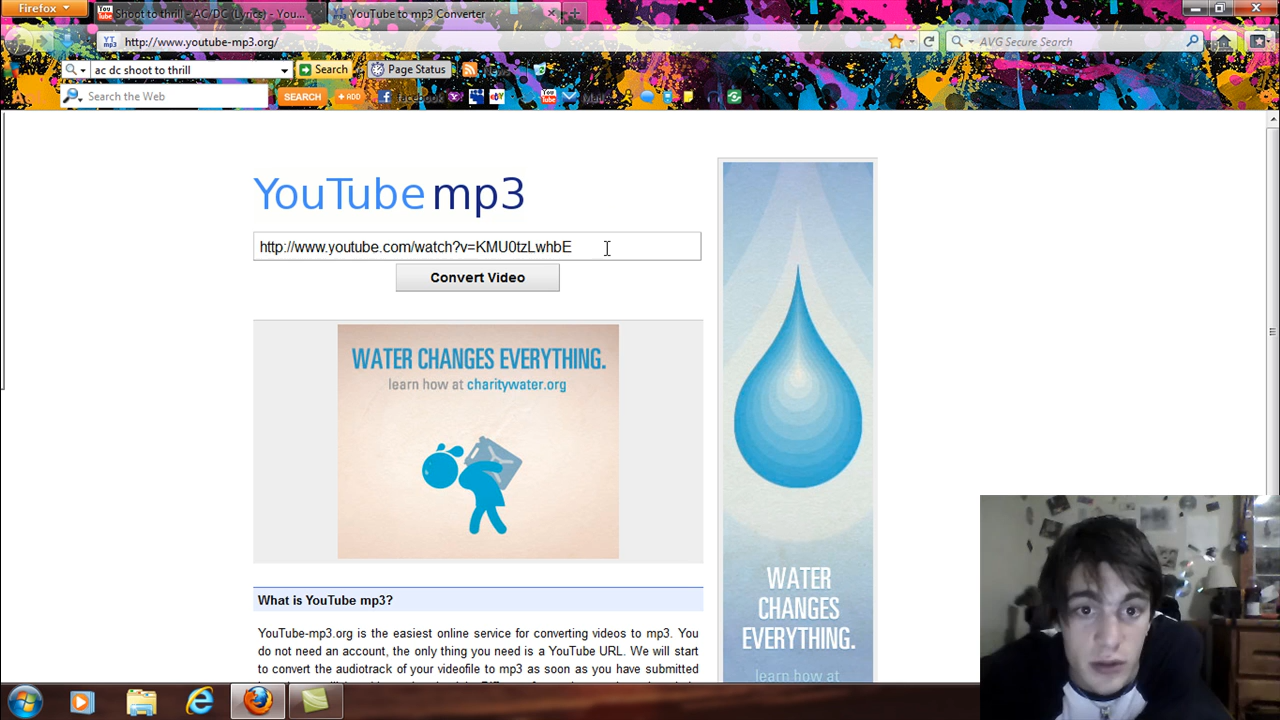 Firefox
Shoot to thrill - AC/DC (Lyrics) - You...
YouTube to mp3 Converter
YT mp3
http://www.youtube-mp3.org/
AVG Secure Search
ac dc shoot to thrill
Search
Page Status
Search the Web
SEARCH
+ ADD
facebook
YouTube mp3
http://www.youtube.com/watch?v=KMU0tzLwhbE
Convert Video
WATER CHANGES EVERYTHING.
learn how at charitywater.org
WATER
CHANGES
EVERYTHING.
learn how at
What is YouTube mp3?
YouTube-mp3.org is the easiest online service for converting videos to mp3. You
do not need an account, the only thing you need is a YouTube URL. We will start
to convert the audiotrack of your videofile to mp3 as soon as you have submitted